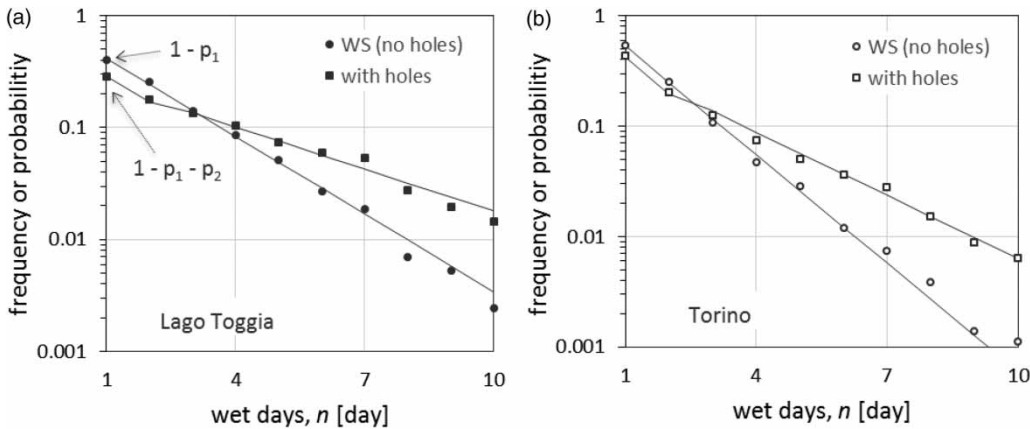 (a)
frequency or probabilitiy
1
0.1
0.01
0.001
1 - p1
1 - p1 - p2
WS (no holes)
with holes
Lago Toggia
1 4 7 10
wet days, n [day]
(b)
frequency or probability
1
0.1
0.01
0.001
WS (no holes)
with holes
Torino
1 4 7 10
wet days, n [day]